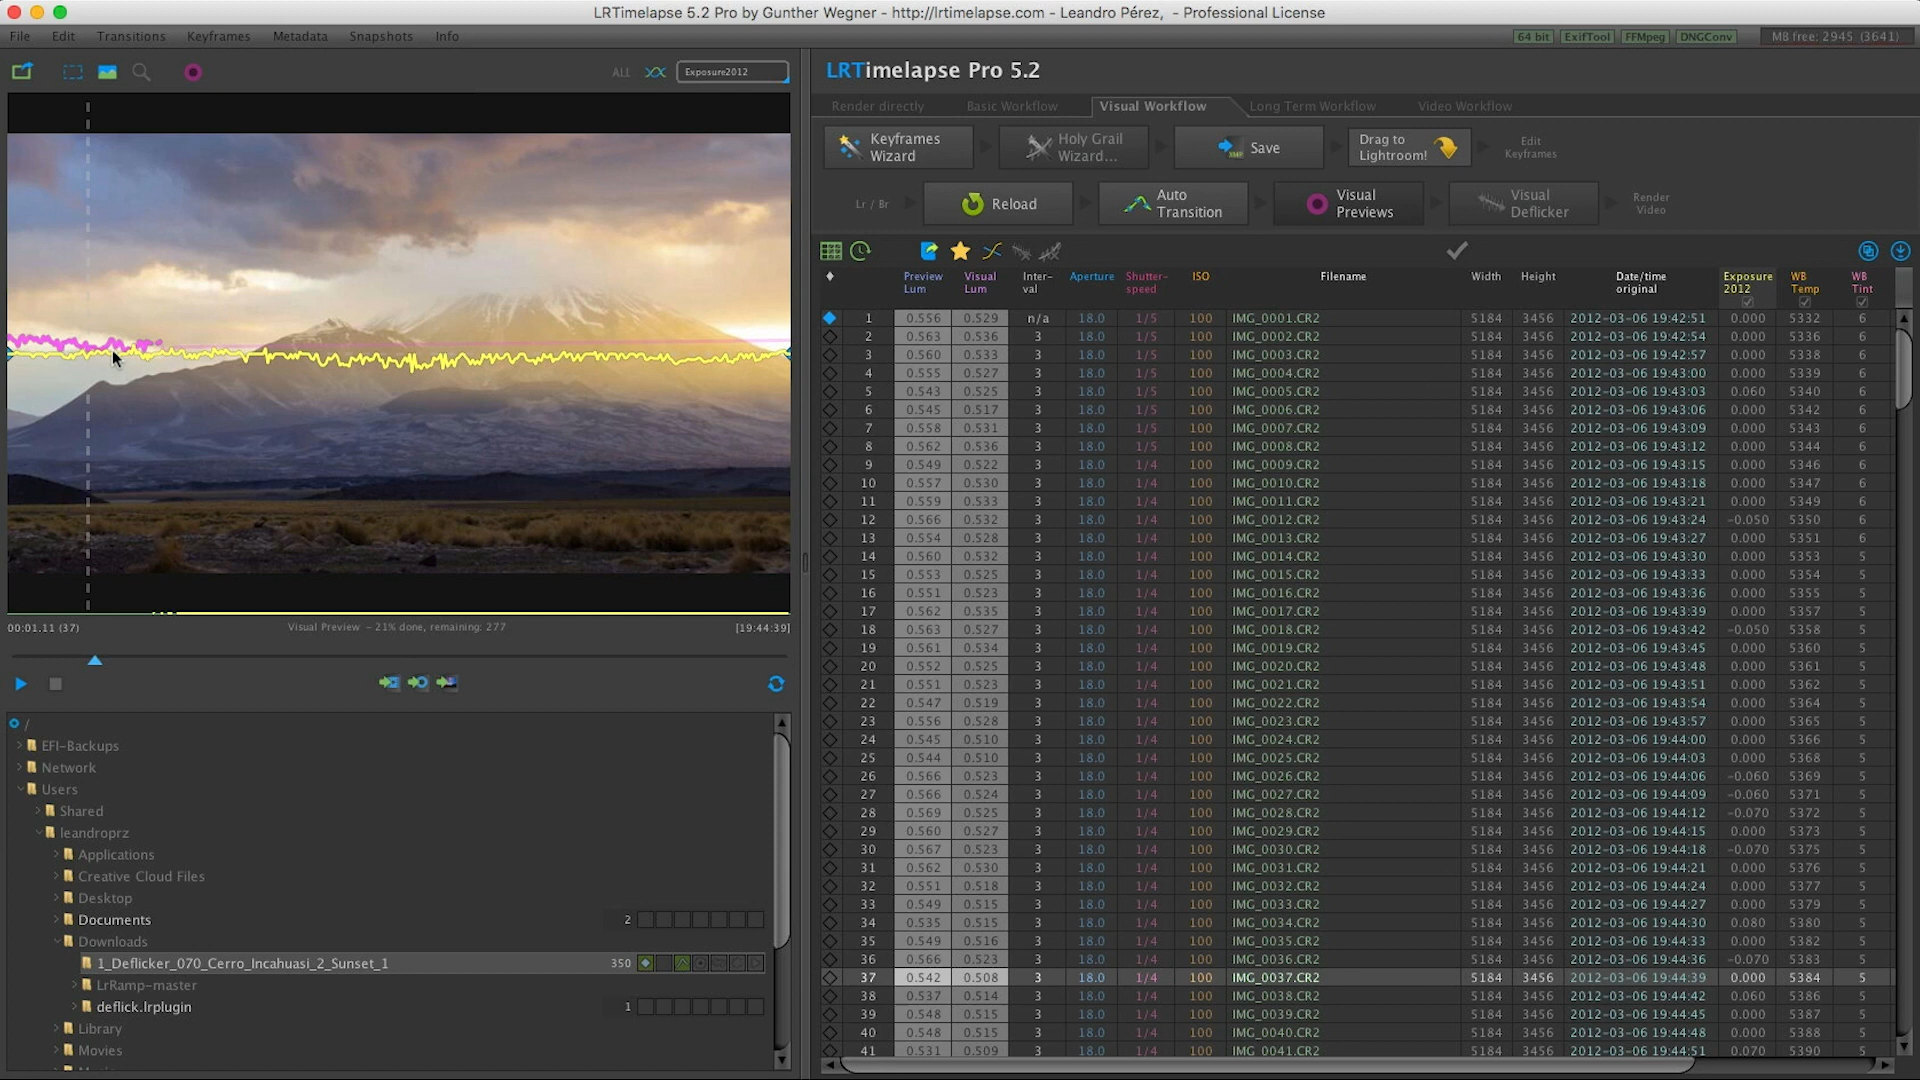 LRTimelapse 5.2 Pro by Gunther Wegner - http://lrtimelapse.com - Leandro Pérez, - Professional License
File Edit Transitions Keyframes Metadata Snapshots Info
64 bit ExifTool FFMpeg DNGConv MB free: 2945 (3641)
ALL Exposure2012
00:01.11 (37) Visual Preview - 21% done, remaining: 277 [19:44:39]
/
EFI-Backups
Network
Users
Shared
leandroprz
Applications
Creative Cloud Files
Desktop
Documents 2
Downloads
1_Deflicker_070_Cerro_Incahuasi_2_Sunset_1 350
LrRamp-master
deflick.lrplugin 1
Library
Movies
LRTimelapse Pro 5.2
Render directly Basic Workflow Visual Workflow Long Term Workflow Video Workflow
Keyframes Wizard
Holy Grail Wizard...
Save
Drag to Lightroom!
Edit Keyframes
Lr / Br
Reload
Auto Transition
Visual Previews
Visual Deflicker
Render Video
Preview Lum Visual Lum Inter-val Aperture Shutter-speed ISO Filename Width Height Date/time original Exposure 2012 WB Temp WB Tint
1 0.556 0.529 n/a 18.0 1/5 100 IMG_0001.CR2 5184 3456 2012-03-06 19:42:51 0.000 5332 6
2 0.563 0.536 3 18.0 1/5 100 IMG_0002.CR2 5184 3456 2012-03-06 19:42:54 0.000 5336 6
3 0.560 0.533 3 18.0 1/5 100 IMG_0003.CR2 5184 3456 2012-03-06 19:42:57 0.000 5338 6
4 0.555 0.527 3 18.0 1/5 100 IMG_0004.CR2 5184 3456 2012-03-06 19:43:00 0.000 5339 6
5 0.543 0.525 3 18.0 1/5 100 IMG_0005.CR2 5184 3456 2012-03-06 19:43:03 0.060 5340 6
6 0.545 0.517 3 18.0 1/5 100 IMG_0006.CR2 5184 3456 2012-03-06 19:43:06 0.000 5342 6
7 0.558 0.531 3 18.0 1/5 100 IMG_0007.CR2 5184 3456 2012-03-06 19:43:09 0.000 5343 6
8 0.562 0.536 3 18.0 1/5 100 IMG_0008.CR2 5184 3456 2012-03-06 19:43:12 0.000 5344 6
9 0.549 0.522 3 18.0 1/4 100 IMG_0009.CR2 5184 3456 2012-03-06 19:43:15 0.000 5346 6
10 0.557 0.530 3 18.0 1/4 100 IMG_0010.CR2 5184 3456 2012-03-06 19:43:18 0.000 5347 6
11 0.559 0.533 3 18.0 1/4 100 IMG_0011.CR2 5184 3456 2012-03-06 19:43:21 0.000 5349 6
12 0.566 0.532 3 18.0 1/4 100 IMG_0012.CR2 5184 3456 2012-03-06 19:43:24 -0.050 5350 6
13 0.554 0.528 3 18.0 1/4 100 IMG_0013.CR2 5184 3456 2012-03-06 19:43:27 0.000 5351 6
14 0.560 0.532 3 18.0 1/4 100 IMG_0014.CR2 5184 3456 2012-03-06 19:43:30 0.000 5353 5
15 0.553 0.525 3 18.0 1/4 100 IMG_0015.CR2 5184 3456 2012-03-06 19:43:33 0.000 5354 5
16 0.551 0.523 3 18.0 1/4 100 IMG_0016.CR2 5184 3456 2012-03-06 19:43:36 0.000 5355 5
17 0.562 0.535 3 18.0 1/4 100 IMG_0017.CR2 5184 3456 2012-03-06 19:43:39 0.000 5357 5
18 0.563 0.527 3 18.0 1/4 100 IMG_0018.CR2 5184 3456 2012-03-06 19:43:42 -0.050 5358 5
19 0.561 0.534 3 18.0 1/4 100 IMG_0019.CR2 5184 3456 2012-03-06 19:43:45 0.000 5360 5
20 0.552 0.525 3 18.0 1/4 100 IMG_0020.CR2 5184 3456 2012-03-06 19:43:48 0.000 5361 5
21 0.551 0.523 3 18.0 1/4 100 IMG_0021.CR2 5184 3456 2012-03-06 19:43:51 0.000 5362 5
22 0.547 0.519 3 18.0 1/4 100 IMG_0022.CR2 5184 3456 2012-03-06 19:43:54 0.000 5364 5
23 0.556 0.528 3 18.0 1/4 100 IMG_0023.CR2 5184 3456 2012-03-06 19:43:57 0.000 5365 5
24 0.545 0.510 3 18.0 1/4 100 IMG_0024.CR2 5184 3456 2012-03-06 19:44:00 0.000 5366 5
25 0.544 0.510 3 18.0 1/4 100 IMG_0025.CR2 5184 3456 2012-03-06 19:44:03 0.000 5368 5
26 0.566 0.523 3 18.0 1/4 100 IMG_0026.CR2 5184 3456 2012-03-06 19:44:06 -0.060 5369 5
27 0.566 0.524 3 18.0 1/4 100 IMG_0027.CR2 5184 3456 2012-03-06 19:44:09 -0.060 5371 5
28 0.569 0.525 3 18.0 1/4 100 IMG_0028.CR2 5184 3456 2012-03-06 19:44:12 -0.070 5372 5
29 0.560 0.527 3 18.0 1/4 100 IMG_0029.CR2 5184 3456 2012-03-06 19:44:15 0.000 5373 5
30 0.567 0.523 3 18.0 1/4 100 IMG_0030.CR2 5184 3456 2012-03-06 19:44:18 -0.070 5375 5
31 0.562 0.530 3 18.0 1/4 100 IMG_0031.CR2 5184 3456 2012-03-06 19:44:21 0.000 5376 5
32 0.551 0.518 3 18.0 1/4 100 IMG_0032.CR2 5184 3456 2012-03-06 19:44:24 0.000 5377 5
33 0.549 0.515 3 18.0 1/4 100 IMG_0033.CR2 5184 3456 2012-03-06 19:44:27 0.000 5379 5
34 0.535 0.515 3 18.0 1/4 100 IMG_0034.CR2 5184 3456 2012-03-06 19:44:30 0.080 5380 5
35 0.549 0.516 3 18.0 1/4 100 IMG_0035.CR2 5184 3456 2012-03-06 19:44:33 0.000 5382 5
36 0.566 0.523 3 18.0 1/4 100 IMG_0036.CR2 5184 3456 2012-03-06 19:44:36 -0.070 5383 5
37 0.542 0.508 3 18.0 1/4 100 IMG_0037.CR2 5184 3456 2012-03-06 19:44:39 0.000 5384 5
38 0.537 0.514 3 18.0 1/4 100 IMG_0038.CR2 5184 3456 2012-03-06 19:44:42 0.060 5386 5
39 0.548 0.515 3 18.0 1/4 100 IMG_0039.CR2 5184 3456 2012-03-06 19:44:45 0.000 5387 5
40 0.548 0.515 3 18.0 1/4 100 IMG_0040.CR2 5184 3456 2012-03-06 19:44:48 0.000 5389 5
41 0.531 0.509 3 18.0 1/4 100 IMG_0041.CR2 5184 3456 2012-03-06 19:44:51 0.070 5390 5